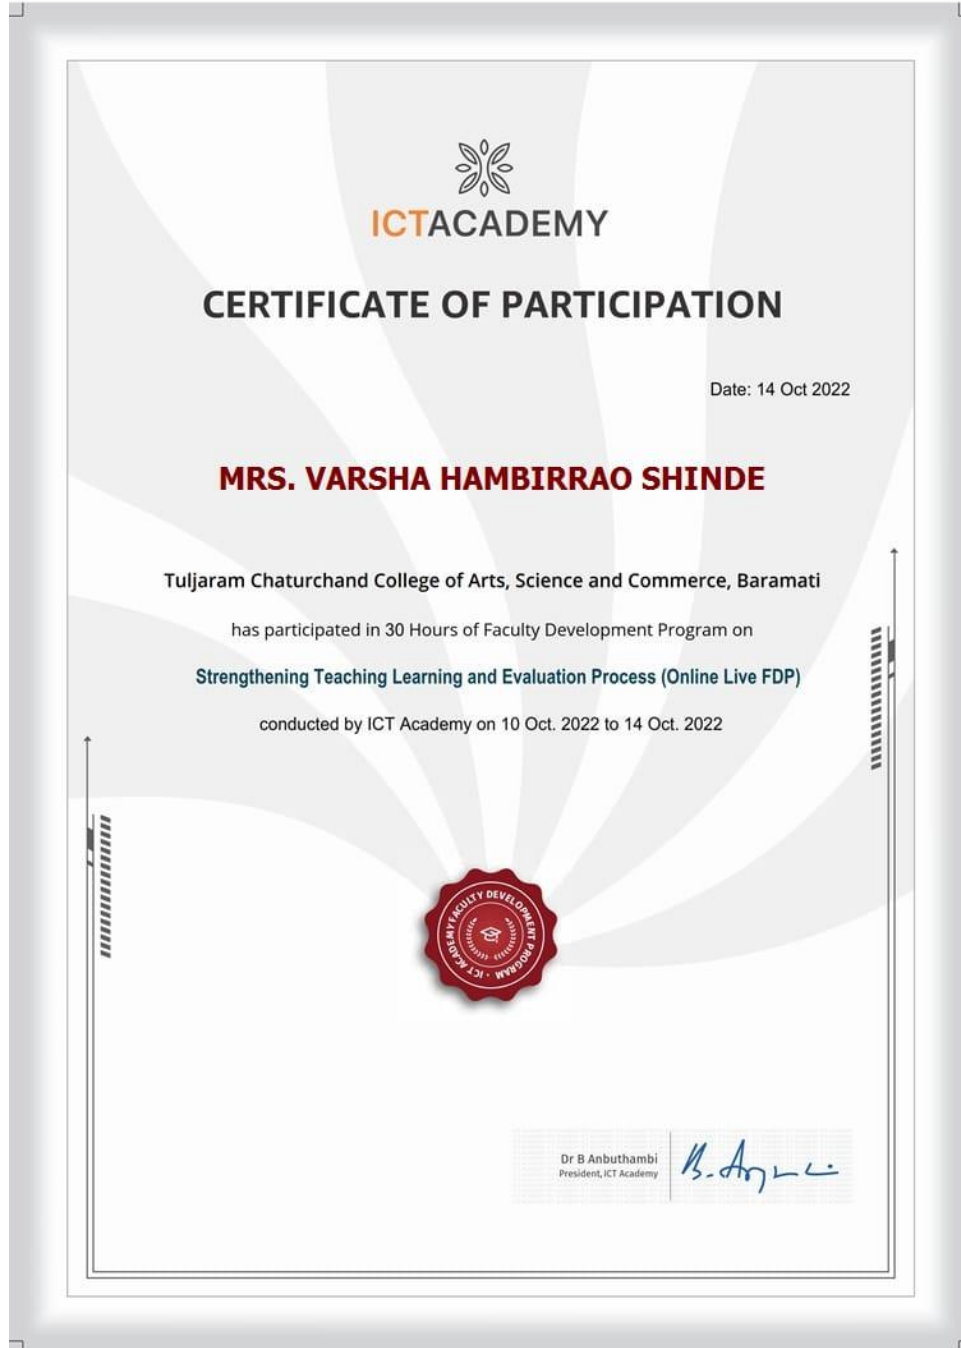 ICTACADEMY
CERTIFICATE OF PARTICIPATION
Date: 14 Oct 2022
MRS. VARSHA HAMBIRRAO SHINDE
Tuljaram Chaturchand College of Arts, Science and Commerce, Baramati
has participated in 30 Hours of Faculty Development Program on
Strengthening Teaching Learning and Evaluation Process (Online Live FDP)
conducted by ICT Academy on 10 Oct. 2022 to 14 Oct. 2022
ICT ACADEMY FACULTY DEVELOPMENT PROGRAM
Dr B Anbuthambi
President, ICT Academy